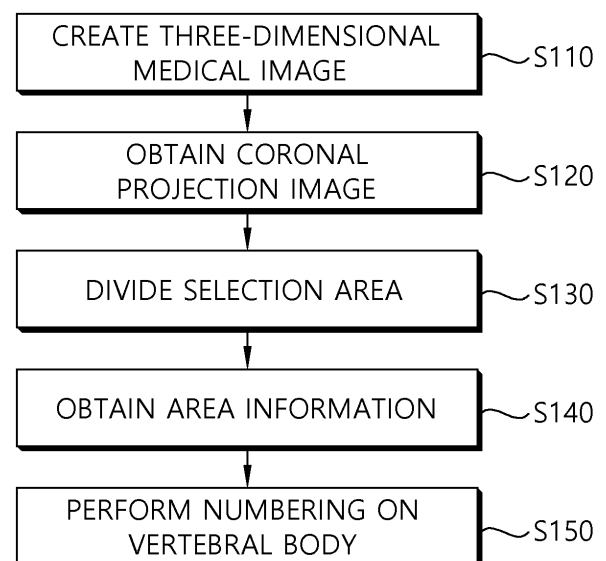 CREATE THREE-DIMENSIONAL
MEDICAL IMAGE
S110
OBTAIN CORONAL
PROJECTION IMAGE
S120
DIVIDE SELECTION AREA
S130
OBTAIN AREA INFORMATION
S140
PERFORM NUMBERING ON
VERTEBRAL BODY
S150